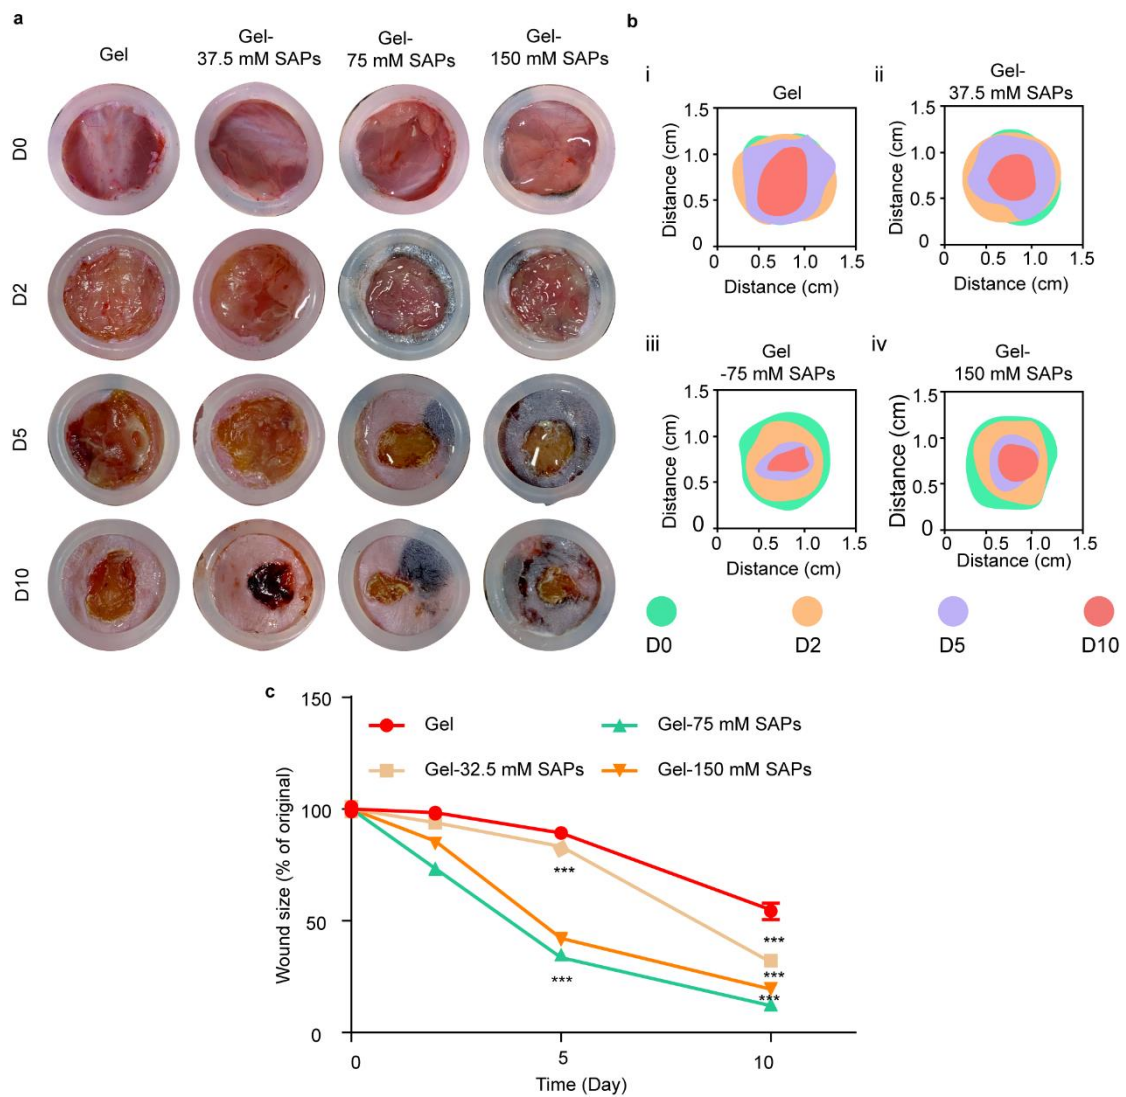 a
Gel
Gel-
37.5 mM SAPs
Gel-
75 mM SAPs
Gel-
150 mM SAPs
D0
D2
D5
D10
b
i
Gel
1.5
1.0
0.5
0
Distance (cm)
0
0.5
1.0
1.5
Distance (cm)
ii
Gel-
37.5 mM SAPs
1.5
1.0
0.5
0
Distance (cm)
0
0.5
1.0
1.5
Distance (cm)
iii
Gel
-75 mM SAPs
1.5
1.0
0.5
0
Distance (cm)
0
0.5
1.0
1.5
Distance (cm)
iv
Gel-
150 mM SAPs
1.5
1.0
0.5
0
Distance (cm)
0
0.5
1.0
1.5
Distance (cm)
D0
D2
D5
D10
c
150
100
50
0
Wound size (% of original)
Gel
Gel-75 mM SAPs
Gel-32.5 mM SAPs
Gel-150 mM SAPs
***
***
***
***
***
0
5
10
Time (Day)